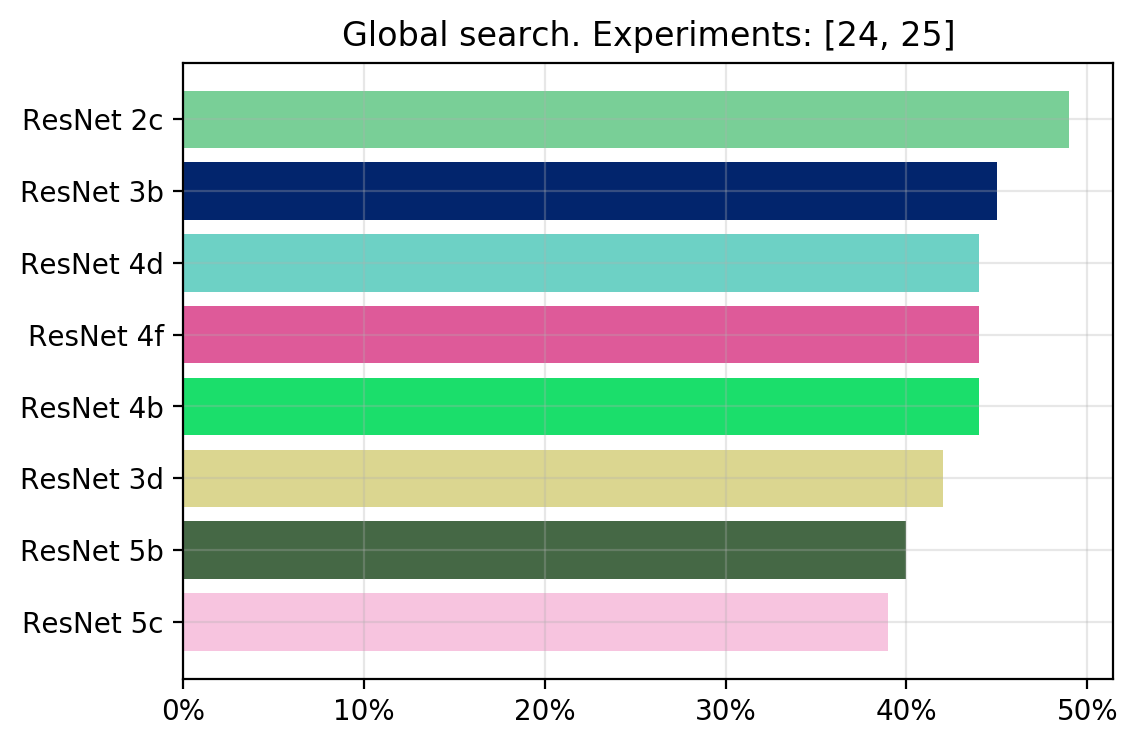 Global search. Experiments: [24, 25]
ResNet 2c
ResNet 3b
ResNet 4d
ResNet 4f
ResNet 4b
ResNet 3d
ResNet 5b
ResNet 5c
0% 10% 20% 30% 40% 50%